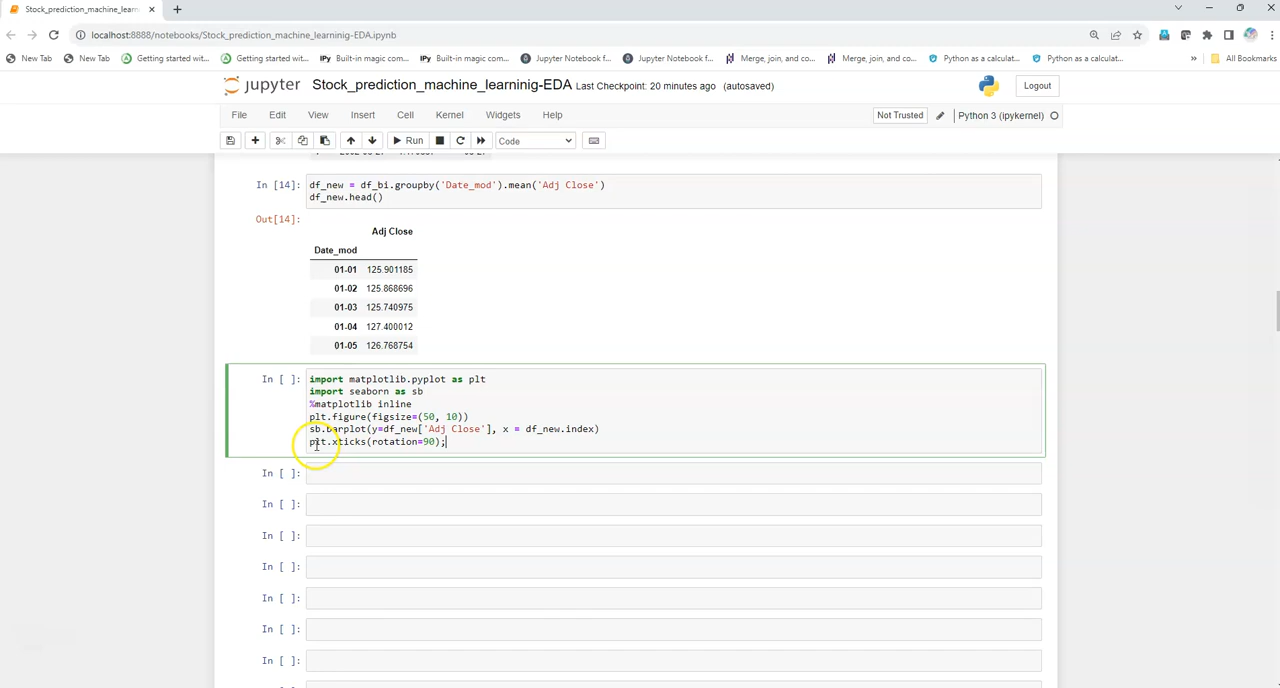 Stock_prediction_machine_learninig-
localhost:8888/notebooks/Stock_prediction_machine_learninig-EDA.ipynb
New Tab
New Tab
Getting started wit...
Getting started wit...
IPy Built-in magic com...
IPy Built-in magic com...
Jupyter Notebook f...
Jupyter Notebook f...
Merge, join, and co...
Merge, join, and co...
Python as a calculat...
Python as a calculat...
»
All Bookmarks
jupyter Stock_prediction_machine_learninig-EDA Last Checkpoint: 20 minutes ago (autosaved)
Logout
File Edit View Insert Cell Kernel Widgets Help
Not Trusted
Python 3 (ipykernel)
Run
Code
In [14]: df_new = df_bi.groupby('Date_mod').mean('Adj Close')
df_new.head()
Out[14]:
Adj Close
Date_mod
01-01 125.901185
01-02 125.868696
01-03 125.740975
01-04 127.400012
01-05 126.768754
In [ ]: import matplotlib.pyplot as plt
import seaborn as sb
%matplotlib inline
plt.figure(figsize=(50, 10))
sb.barplot(y=df_new['Adj Close'], x = df_new.index)
plt.xticks(rotation=90);
In [ ]:
In [ ]:
In [ ]:
In [ ]:
In [ ]:
In [ ]:
In [ ]: